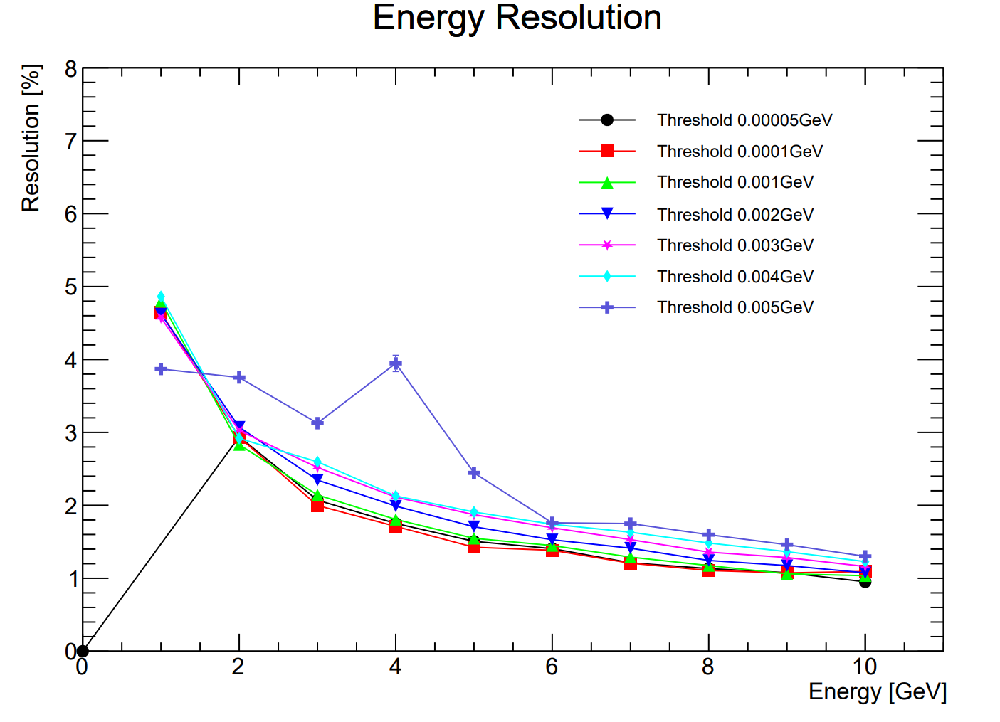 Energy Resolution
Resolution [%]
8
7
6
5
4
3
2
1
0
0 2 4 6 8 10
Energy [GeV]
Threshold 0.00005GeV
Threshold 0.0001GeV
Threshold 0.001GeV
Threshold 0.002GeV
Threshold 0.003GeV
Threshold 0.004GeV
Threshold 0.005GeV